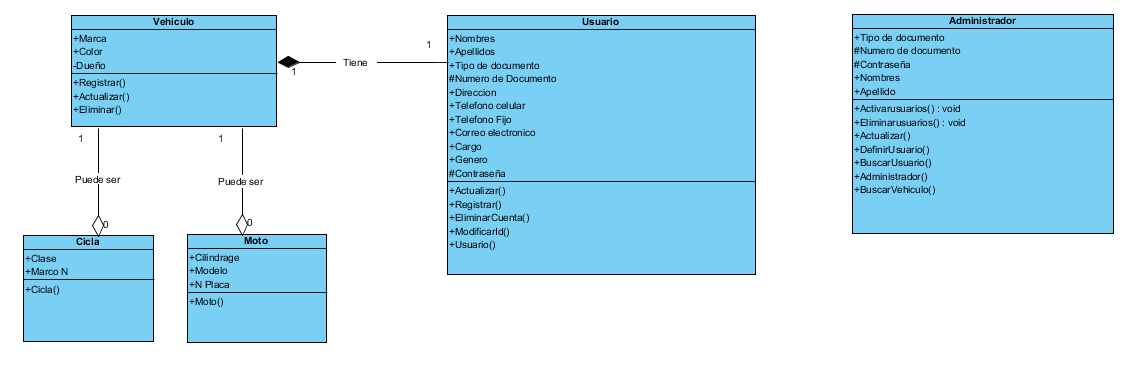 Vehiculo
+Marca
+Color
-Dueño
+Registrar()
+Actualizar()
+Eliminar()
1
Tiene
1
Usuario
+Nombres
+Apellidos
+Tipo de documento
#Numero de Documento
+Direccion
+Telefono celular
+Telefono Fijo
+Correo electronico
+Cargo
+Genero
#Contraseña
+Actualizar()
+Registrar()
+EliminarCuenta()
+ModificarId()
+Usuario()
Administrador
+Tipo de documento
#Numero de documento
#Contraseña
+Nombres
+Apellido
+Activarusuarios() : void
+Eliminarusuarios() : void
+Actualizar()
+DefinirUsuario()
+BuscarUsuario()
+Administrador()
+BuscarVehiculo()
1
Puede ser
0
1
Puede ser
0
Cicla
+Clase
+Marco N
+Cicla()
Moto
+Cilindrage
+Modelo
+N Placa
+Moto()